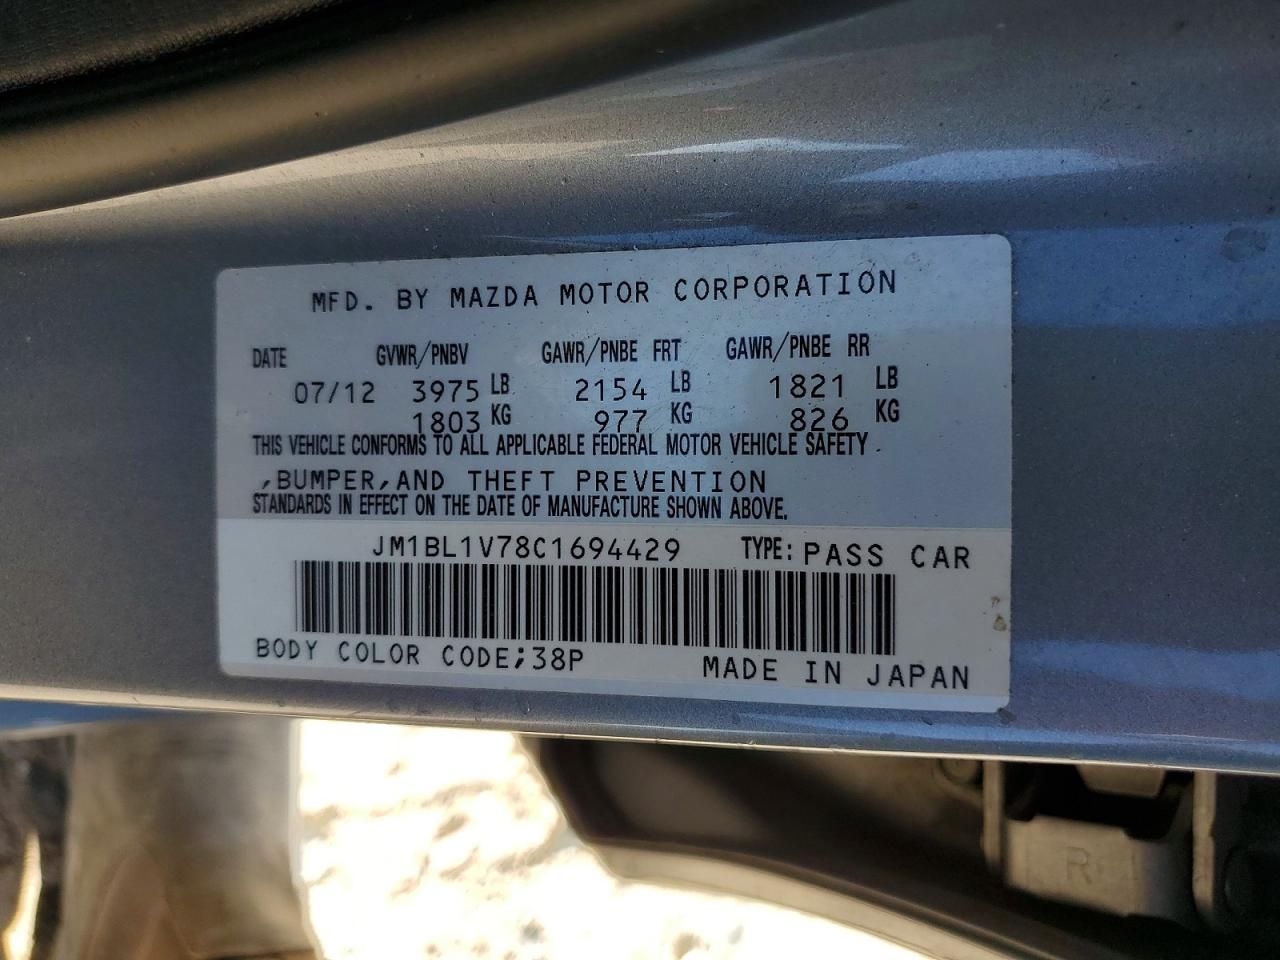 MFD. BY MAZDA MOTOR CORPORATION
DATE GVWR/PNBV GAWR/PNBE FRT GAWR/PNBE RR
07/12 3975 LB 2154 LB 1821 LB
1803 KG 977 KG 826 KG
THIS VEHICLE CONFORMS TO ALL APPLICABLE FEDERAL MOTOR VEHICLE SAFETY
,BUMPER,AND THEFT PREVENTION
STANDARDS IN EFFECT ON THE DATE OF MANUFACTURE SHOWN ABOVE.
JM1BL1V78C1694429 TYPE: PASS CAR
BODY COLOR CODE;38P MADE IN JAPAN
R